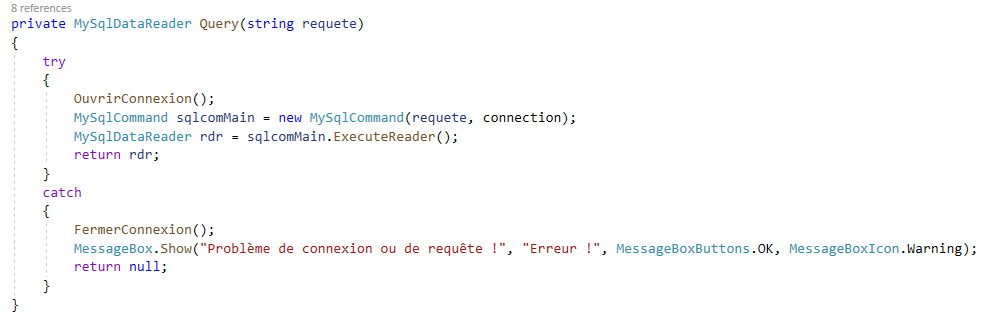 8 references
private MySqlDataReader Query(string requete)
{
try
{
OuvrirConnexion();
MySqlCommand sqlcomMain = new MySqlCommand(requete, connection);
MySqlDataReader rdr = sqlcomMain.ExecuteReader();
return rdr;
}
catch
{
FermerConnexion();
MessageBox.Show("Problème de connexion ou de requête !", "Erreur !", MessageBoxButtons.OK, MessageBoxIcon.Warning);
return null;
}
}